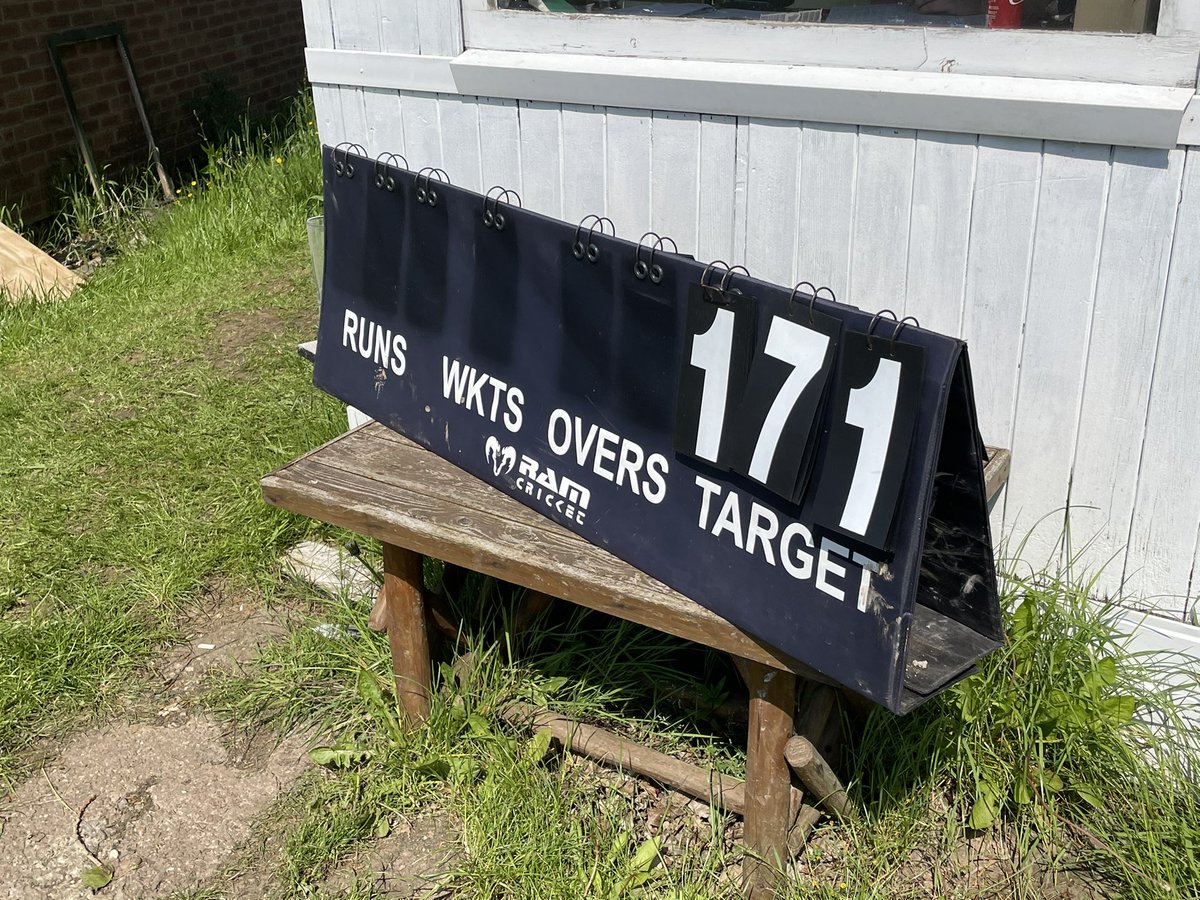 171
RUNS WKTS OVERS TARGET
RAM
CRICKET